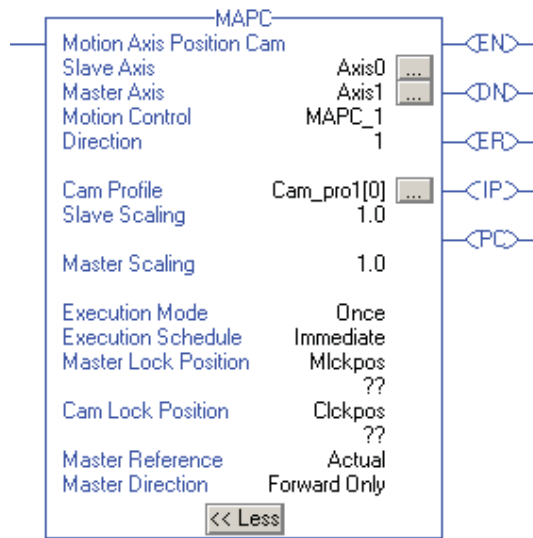 MAPC
Motion Axis Position Cam
Slave Axis Axis0 ...
Master Axis Axis1 ...
Motion Control MAPC_1
Direction 1
Cam Profile Cam_pro1[0] ...
Slave Scaling 1.0
Master Scaling 1.0
Execution Mode Once
Execution Schedule Immediate
Master Lock Position Mlckpos
??
Cam Lock Position Clckpos
??
Master Reference Actual
Master Direction Forward Only
<< Less
EN
DN
ER
IP
PC